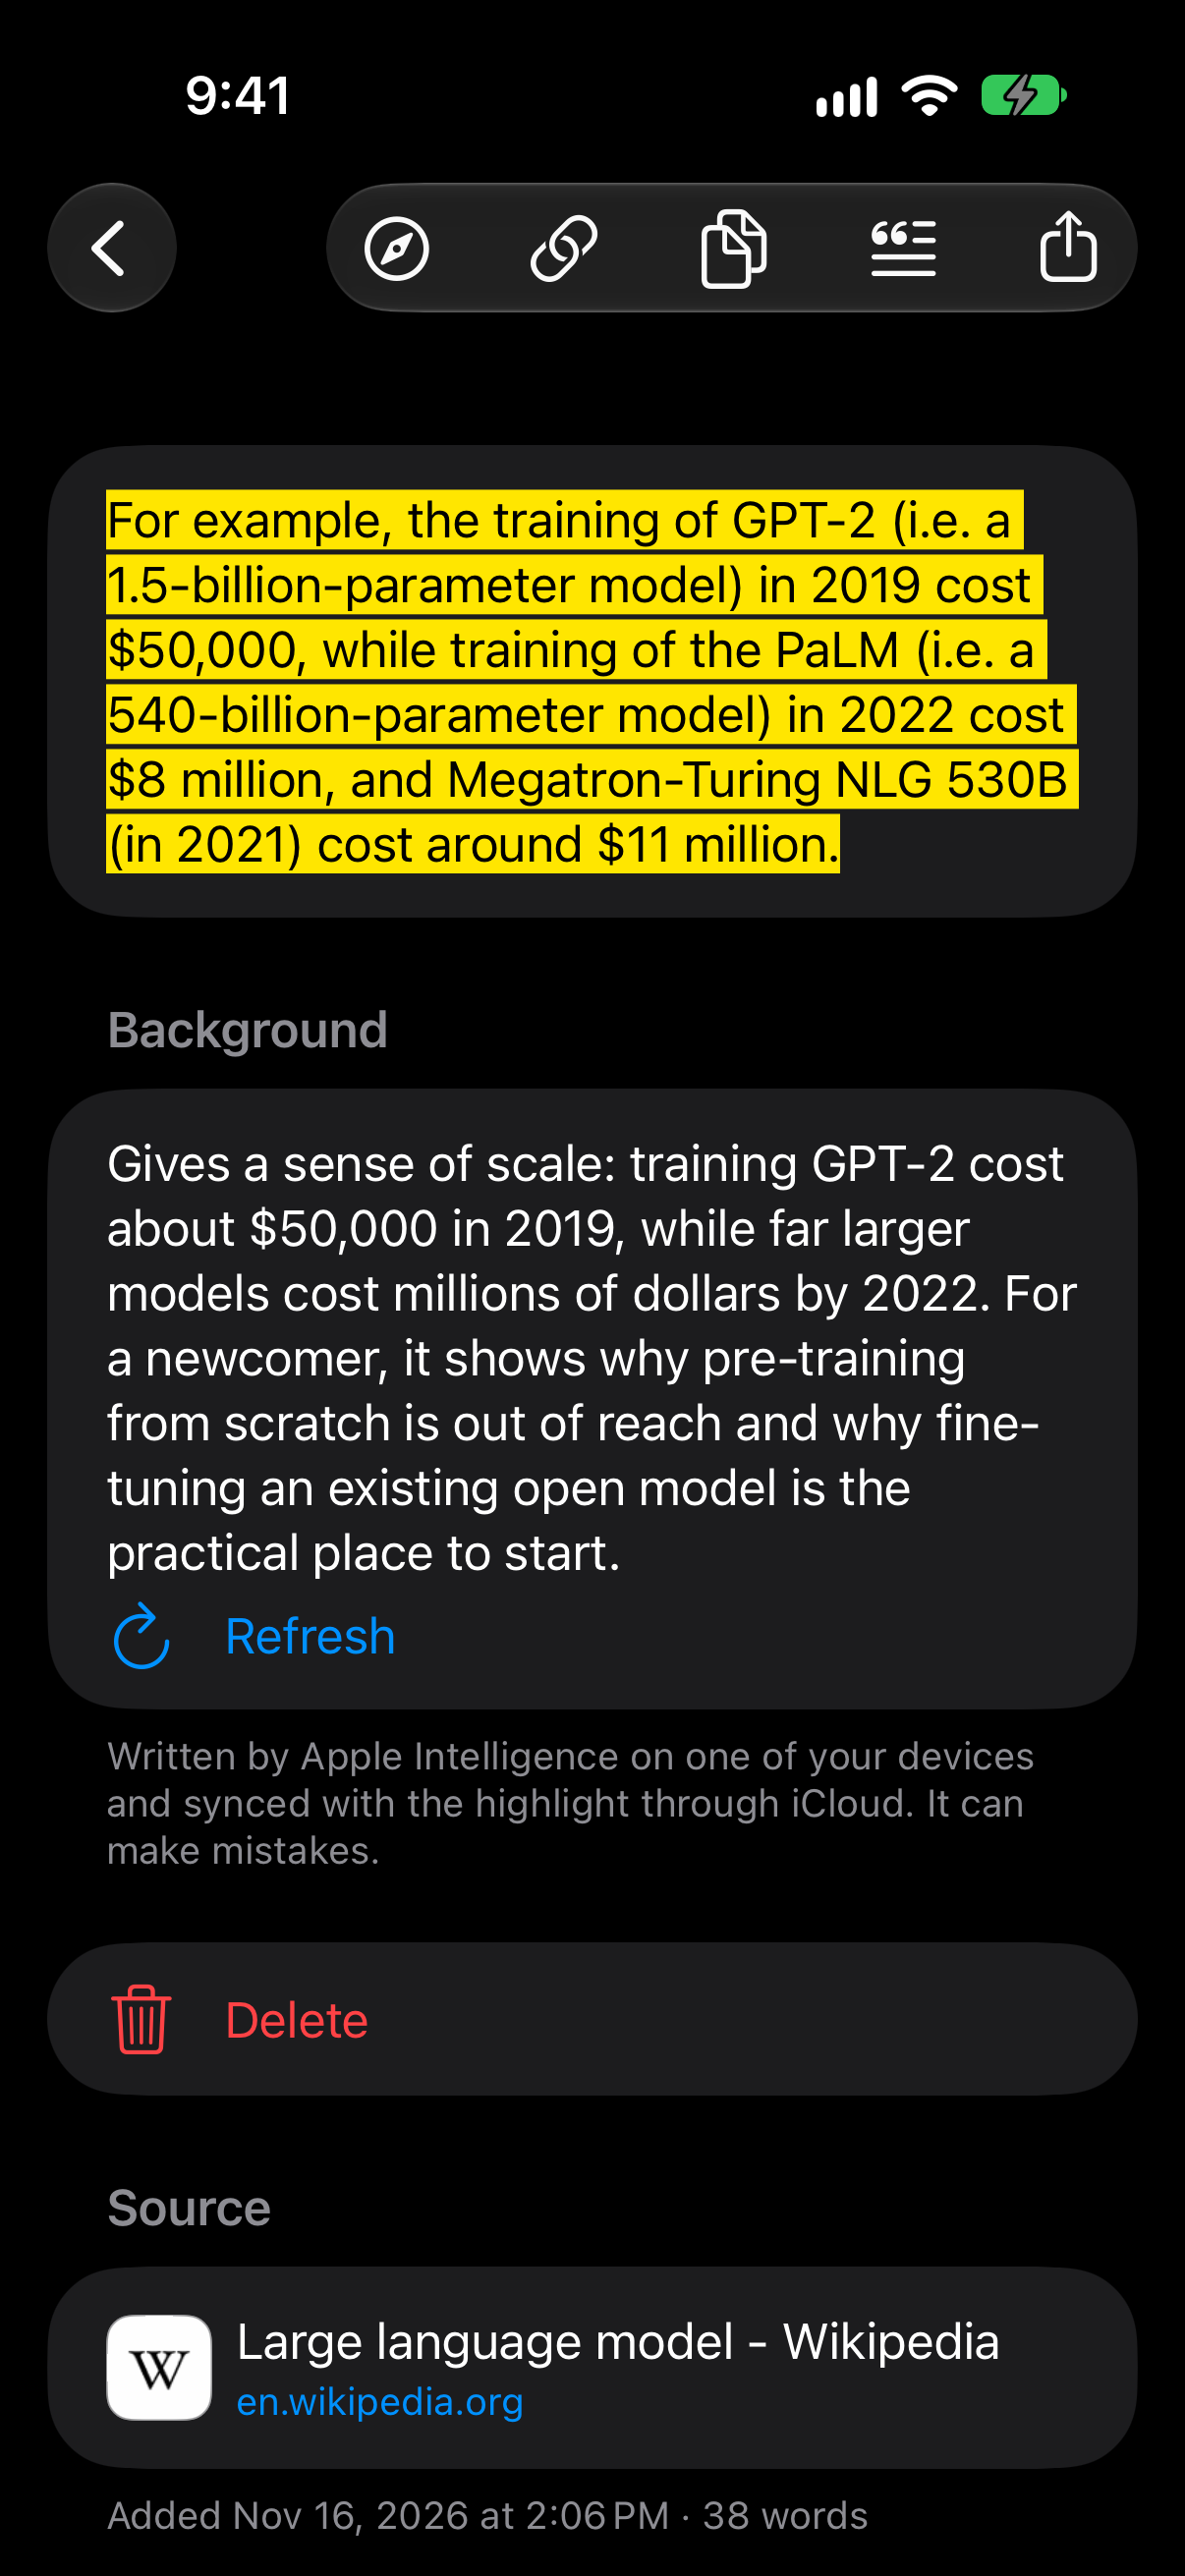 9:41
For example, the training of GPT-2 (i.e. a
1.5-billion-parameter model) in 2019 cost
$50,000, while training of the PaLM (i.e. a
540-billion-parameter model) in 2022 cost
$8 million, and Megatron-Turing NLG 530B
(in 2021) cost around $11 million.
Background
Gives a sense of scale: training GPT-2 cost
about $50,000 in 2019, while far larger
models cost millions of dollars by 2022. For
a newcomer, it shows why pre-training
from scratch is out of reach and why fine-
tuning an existing open model is the
practical place to start.
Refresh
Written by Apple Intelligence on one of your devices
and synced with the highlight through iCloud. It can
make mistakes.
Delete
Source
W
Large language model - Wikipedia
en.wikipedia.org
Added Nov 16, 2026 at 2:06 PM · 38 words